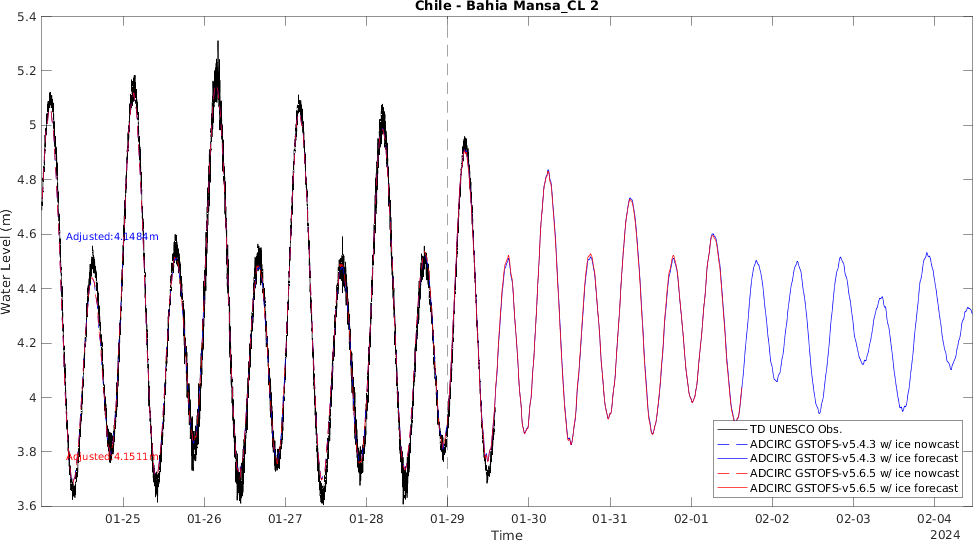 Chile - Bahia Mansa_CL 2
5.4
5.2
5
4.8
4.6
4.4
4.2
4
3.8
3.6
Water Level (m)
Adjusted:4.1484m
Adjusted:4.1511m
TD UNESCO Obs.
ADCIRC GSTOFS-v5.4.3 w/ ice nowcast
ADCIRC GSTOFS-v5.4.3 w/ ice forecast
ADCIRC GSTOFS-v5.6.5 w/ ice nowcast
ADCIRC GSTOFS-v5.6.5 w/ ice forecast
01-25 01-26 01-27 01-28 01-29 01-30 01-31 02-01 02-02 02-03 02-04
Time
2024